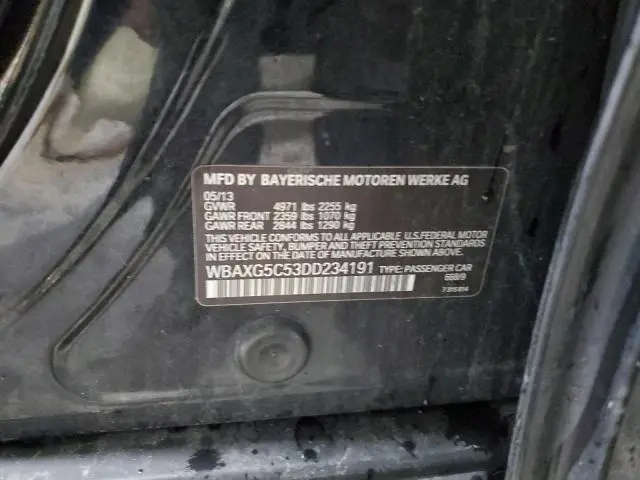 MFD BY BAYERISCHE MOTOREN WERKE AG
05/13
GVWR 4971 lbs 2255 kg
GAWR FRONT 2359 lbs 1070 kg
GAWR REAR 2844 lbs 1290 kg
THIS VEHICLE CONFORMS TO ALL APPLICABLE U.S.FEDERAL MOTOR
VEHICLE SAFETY, BUMPER AND THEFT PREVENTION STANDARDS
IN EFFECT ON THE DATE OF MANUFACTURE SHOWN ABOVE.
WBAXG5C53DD234191 TYPE: PASSENGER CAR
668/9